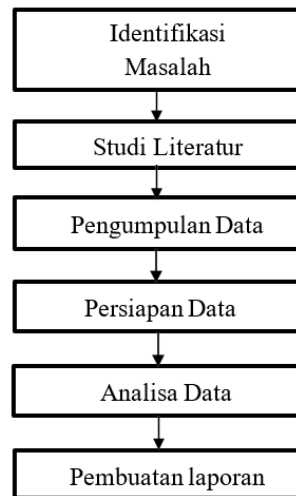 Identifikasi
Masalah
Studi Literatur
Pengumpulan Data
Persiapan Data
Analisa Data
Pembuatan laporan